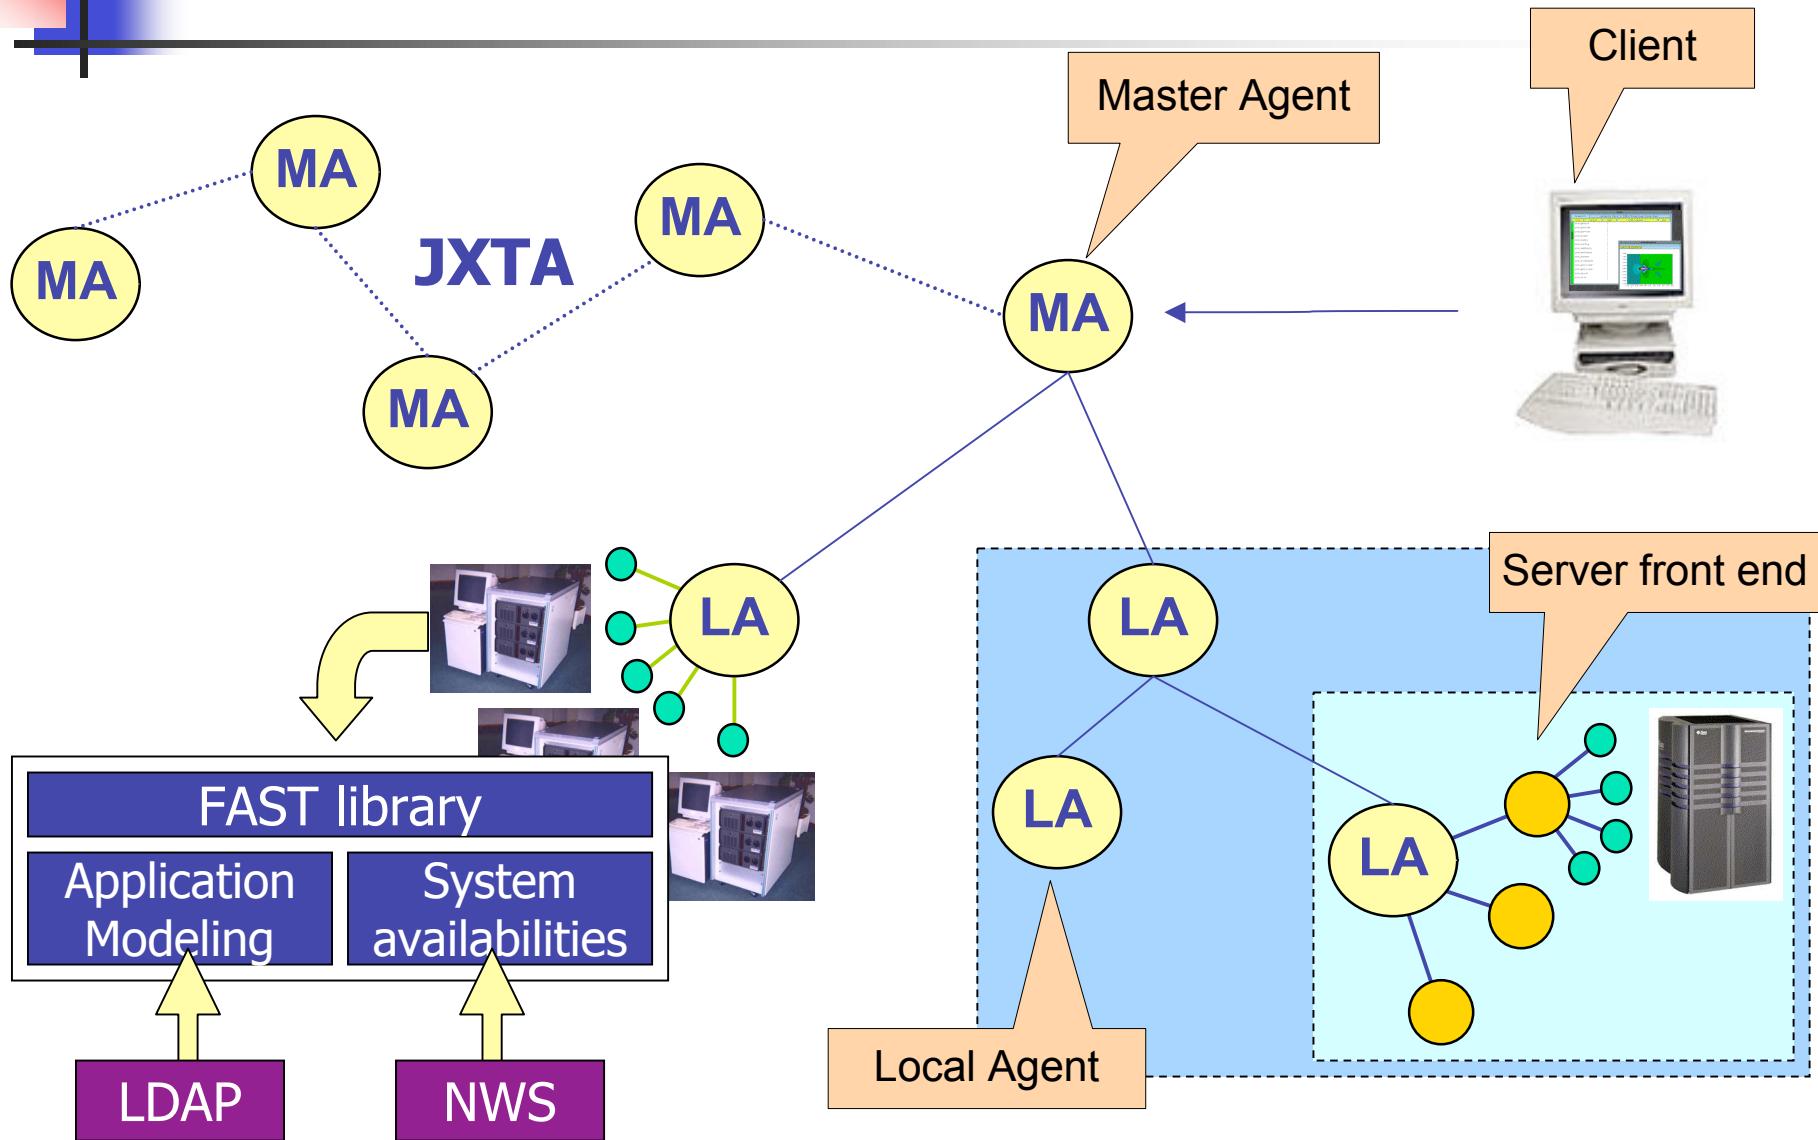 Client
Master Agent
MA
MA
MA
JXTA
MA
MA
MA
Server front end
LA
LA
FAST library
LA
LA
Application
Modeling
System
availabilities
Local Agent
LDAP
NWS